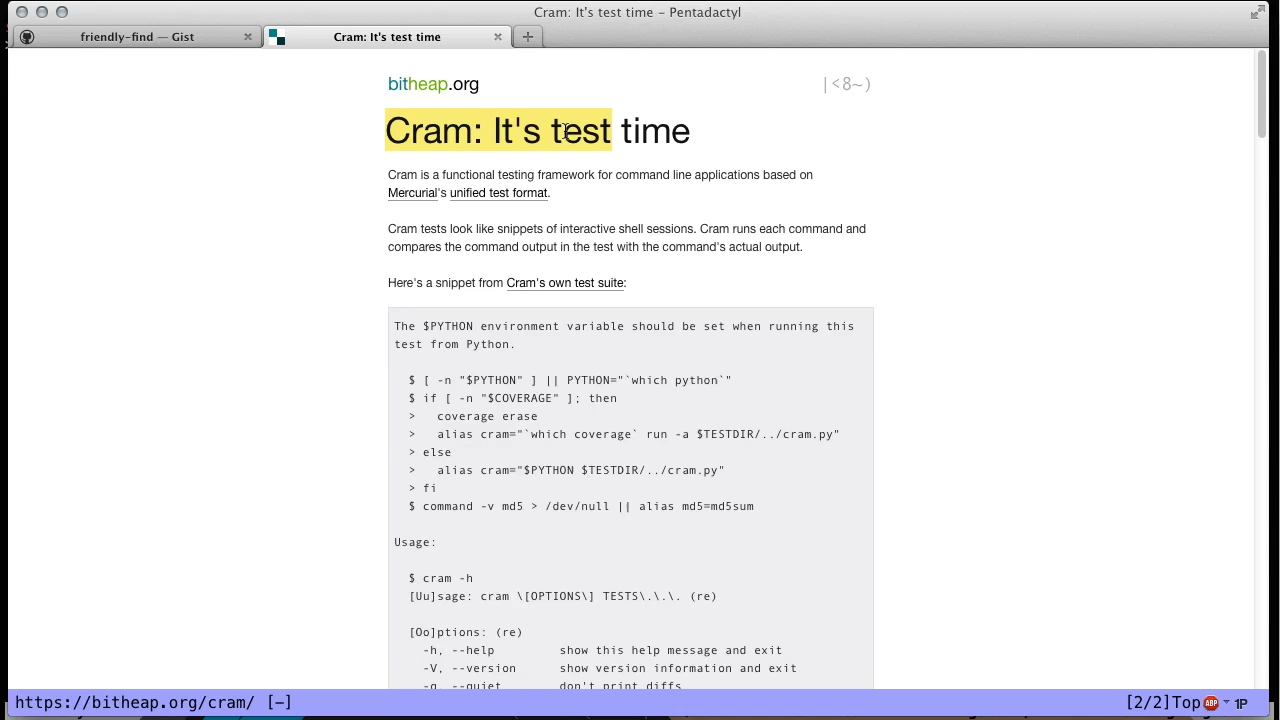 Cram: It's test time – Pentadactyl
friendly-find — Gist
Cram: It's test time
bitheap.org
|<8~)
Cram: It's test time
Cram is a functional testing framework for command line applications based on
Mercurial's unified test format.
Cram tests look like snippets of interactive shell sessions. Cram runs each command and
compares the command output in the test with the command's actual output.
Here's a snippet from Cram's own test suite:
The $PYTHON environment variable should be set when running this
test from Python.
$ [ -n "$PYTHON" ] || PYTHON="`which python`"
$ if [ -n "$COVERAGE" ]; then
>   coverage erase
>   alias cram="`which coverage` run -a $TESTDIR/../cram.py"
> else
>   alias cram="$PYTHON $TESTDIR/../cram.py"
> fi
$ command -v md5 > /dev/null || alias md5=md5sum
Usage:
$ cram -h
[Uu]sage: cram \[OPTIONS\] TESTS\.\.\. (re)
[Oo]ptions: (re)
-h, --help         show this help message and exit
-V, --version      show version information and exit
-q, --quiet        don't print diffs
https://bitheap.org/cram/ [-]
[2/2]Top ABP 1P